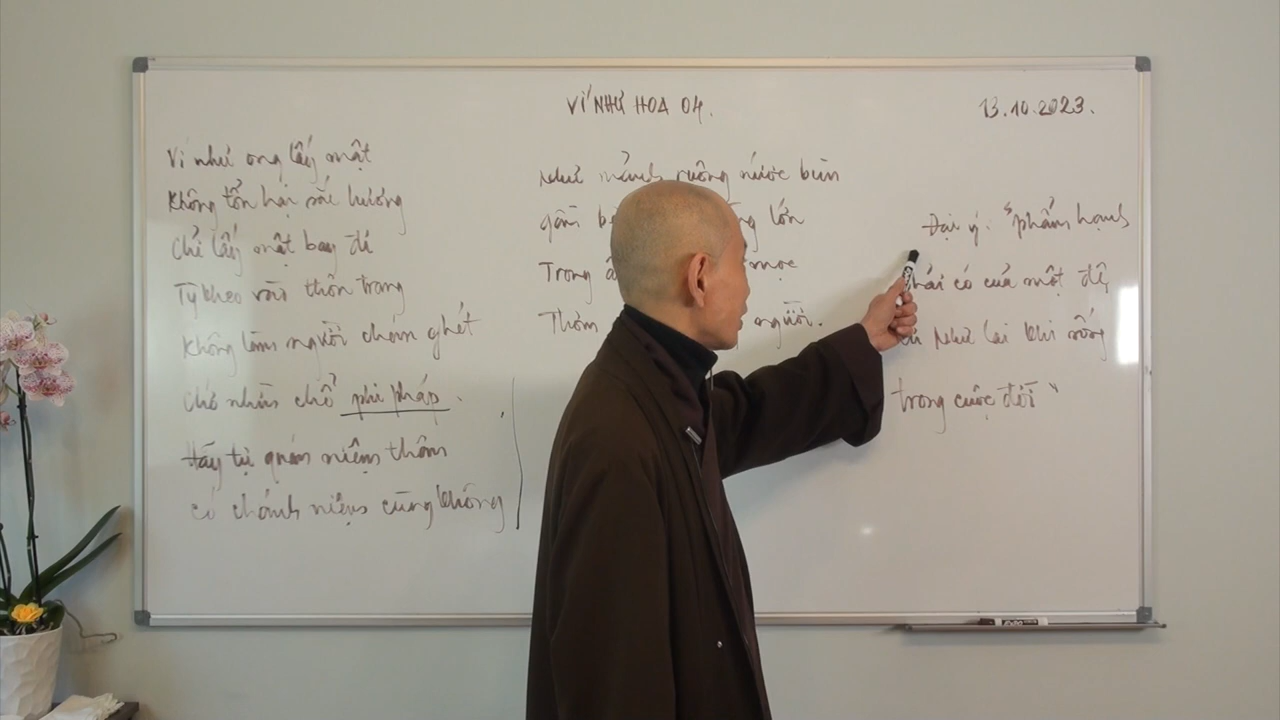 VÍ NHƯ HOA 04.
13.10.2023.
Ví như ong lấy mật
Không tổn hại sắc hương
Chỉ lấy mật bay đi
Tỳ kheo vào thôn trang
Không làm người chán ghét
Chớ nhìn chỗ phi pháp.
Hãy tự quán niệm thân
có chánh niệm cũng không
Như mảnh ruộng nước bùn
gần lớn
Trong mọc
Thơm người.
Đại ý: "phẩm hạnh
phải có của một đệ
Như Lai khi sống
trong cuộc đời"